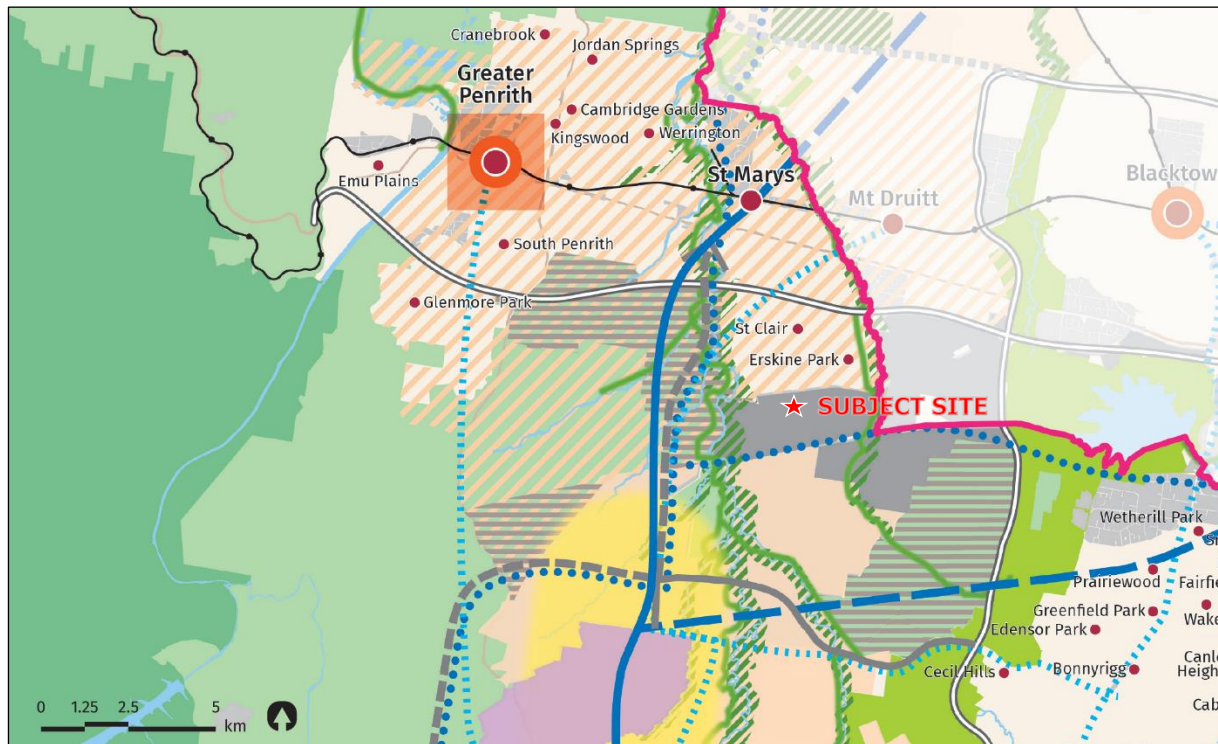 Cranebrook
Jordan Springs
Greater
Penrith
Cambridge Gardens
Kingswood
Werrington
Emu Plains
St Marys
Mt Druitt
Blacktow
South Penrith
Glenmore Park
St Clair
Erskine Park
SUBJECT SITE
Wetherill Park
Prairiewood
Fairfie
Greenfield Park
Wake
Edensor Park
Cecil Hills
Bonnyrigg
Canle
Heigh
Cab
0 1.25 2.5 5
km